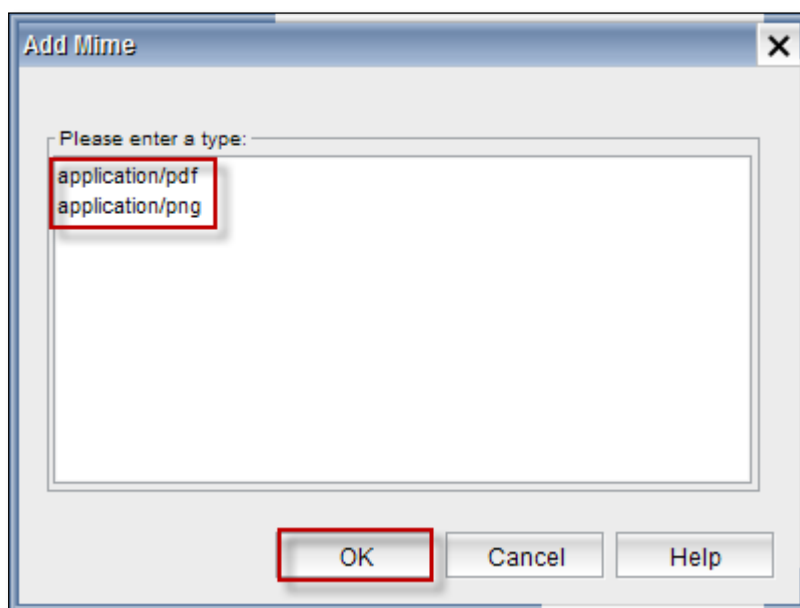 Add Mime
Please enter a type:
application/pdf
application/png
OK
Cancel
Help